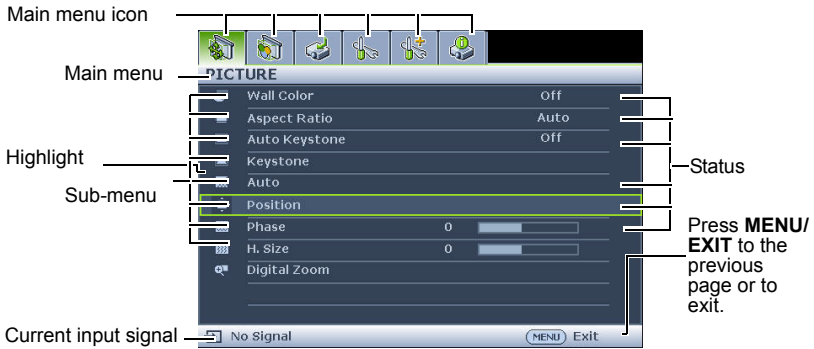 Main menu icon
Main menu
PICTURE
Wall Color Off
Aspect Ratio Auto
Auto Keystone Off
Keystone
Highlight
Auto
Status
Sub-menu
Position
Phase 0
H. Size 0
Digital Zoom
Press MENU/
EXIT to the
previous
page or to
exit.
Current input signal
No Signal
MENU Exit